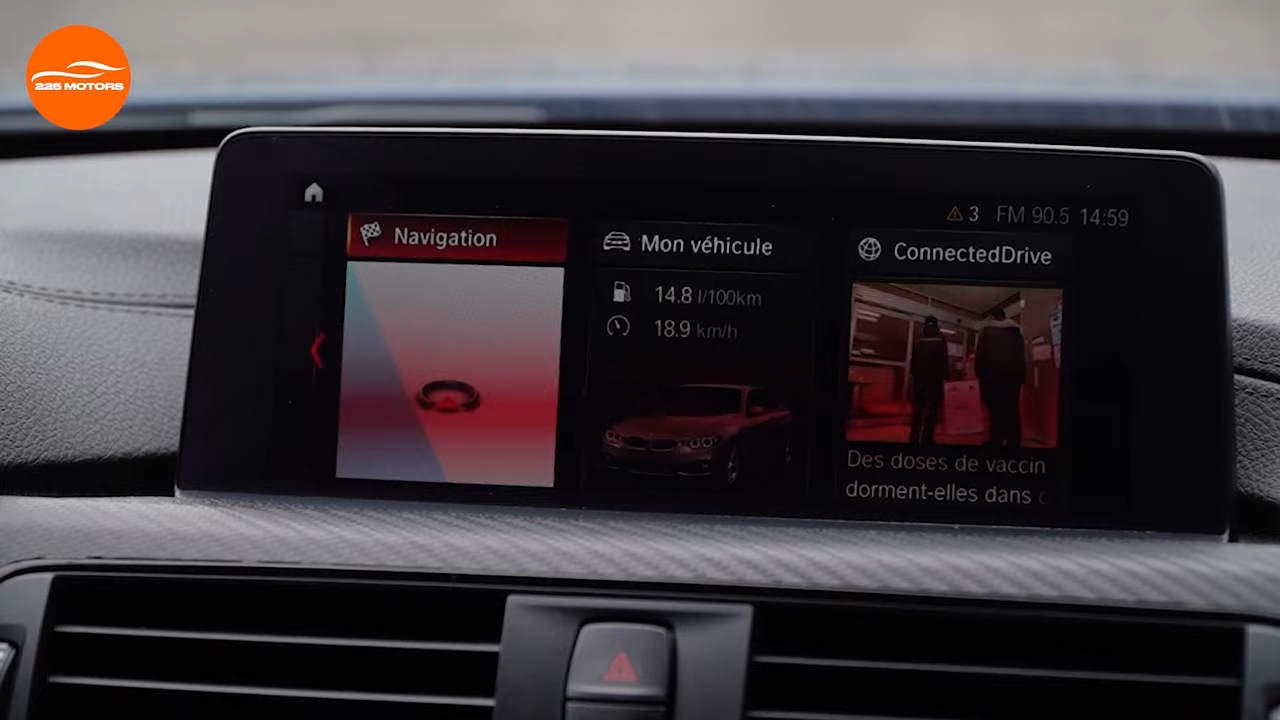 225 MOTORS
3 FM 90.5 14:59
Navigation
Mon véhicule
ConnectedDrive
14.8 l/100km
18.9 km/h
Des doses de vaccin
dorment-elles dans